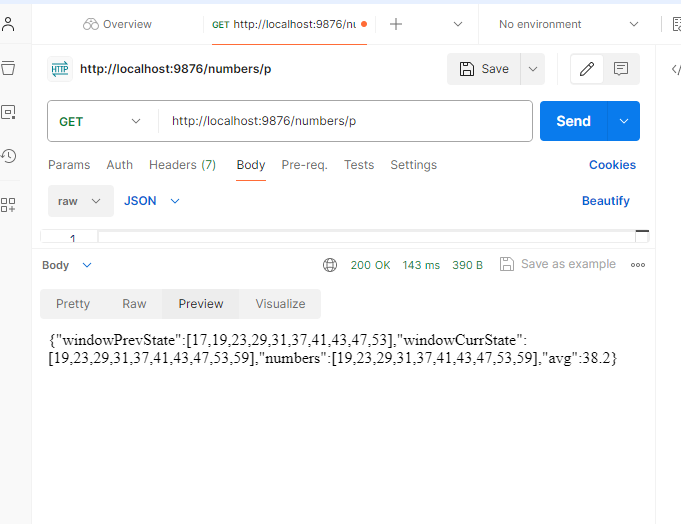 Overview
GET http://localhost:9876/nu
No environment
HTTP
http://localhost:9876/numbers/p
Save
GET
http://localhost:9876/numbers/p
Send
Params Auth Headers (7) Body Pre-req. Tests Settings Cookies
raw JSON Beautify
1
Body 200 OK 143 ms 390 B Save as example
Pretty Raw Preview Visualize
{"windowPrevState":[17,19,23,29,31,37,41,43,47,53],"windowCurrState":
[19,23,29,31,37,41,43,47,53,59],"numbers":[19,23,29,31,37,41,43,47,53,59],"avg":38.2}